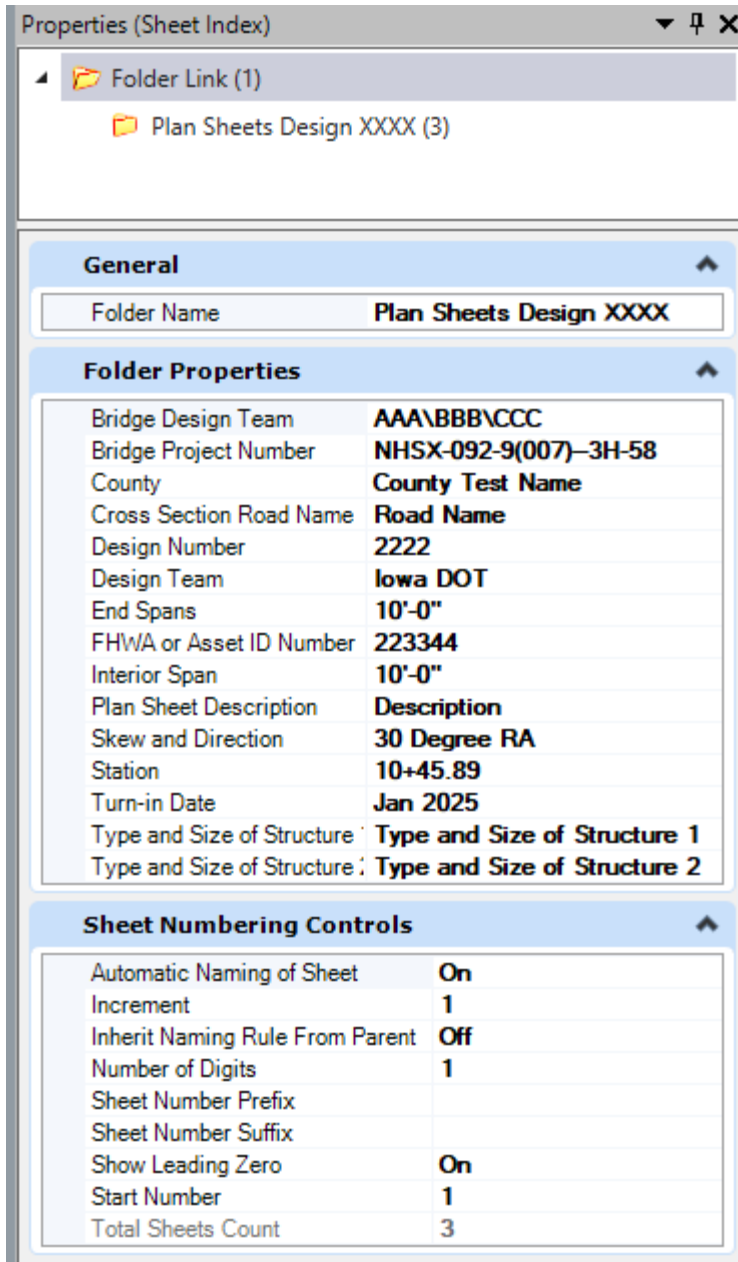 Properties (Sheet Index)
Folder Link (1)
Plan Sheets Design XXXX (3)
General
Folder Name Plan Sheets Design XXXX
Folder Properties
Bridge Design Team AAA\BBB\CCC
Bridge Project Number NHSX-092-9(007)--3H-58
County County Test Name
Cross Section Road Name Road Name
Design Number 2222
Design Team Iowa DOT
End Spans 10'-0"
FHWA or Asset ID Number 223344
Interior Span 10'-0"
Plan Sheet Description Description
Skew and Direction 30 Degree RA
Station 10+45.89
Turn-in Date Jan 2025
Type and Size of Structure Type and Size of Structure 1
Type and Size of Structure Type and Size of Structure 2
Sheet Numbering Controls
Automatic Naming of Sheet On
Increment 1
Inherit Naming Rule From Parent Off
Number of Digits 1
Sheet Number Prefix
Sheet Number Suffix
Show Leading Zero On
Start Number 1
Total Sheets Count 3